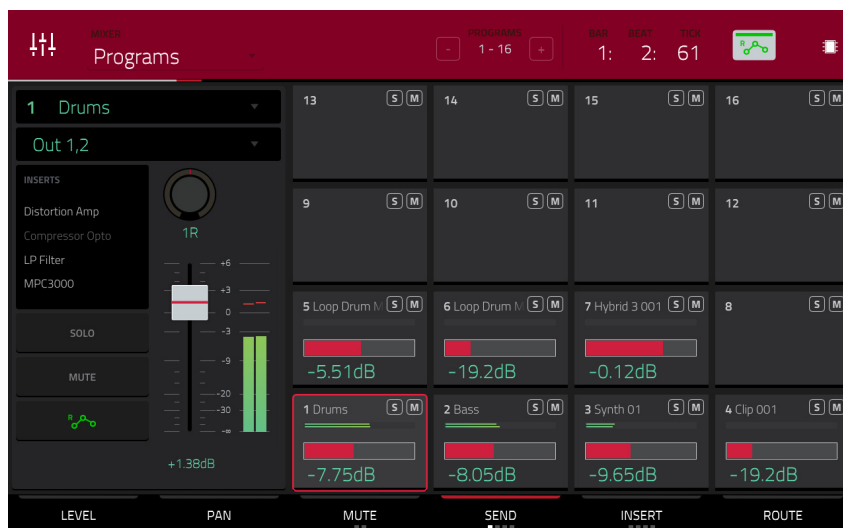 MIXER
Programs
PROGRAMS
- 1 - 16 +
BAR BEAT TICK
1: 2: 61
R
1 Drums
Out 1,2
INSERTS
Distortion Amp
Compressor Opto
LP Filter
MPC3000
SOLO
MUTE
R
1R
+6
+3
0
-3
-9
-20
-30
-∞
+1.38dB
13 S M
14 S M
15 S M
16 S M
9 S M
10 S M
11 S M
12 S M
5 Loop Drum M S M
-5.51dB
6 Loop Drum M S M
-19.2dB
7 Hybrid 3 001 S M
-0.12dB
8 S M
1 Drums S M
-7.75dB
2 Bass S M
-8.05dB
3 Synth 01 S M
-9.65dB
4 Clip 001 S M
-19.2dB
LEVEL PAN MUTE SEND INSERT ROUTE